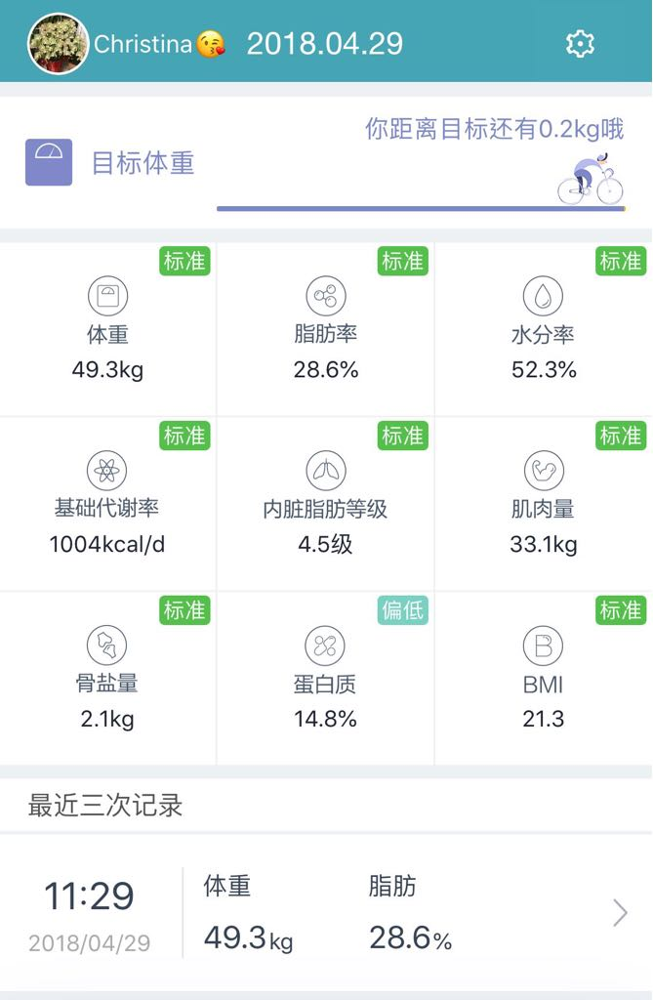 Christina😘 2018.04.29
你距离目标还有0.2kg哦
目标体重
标准 标准 标准
体重 脂肪率 水分率
49.3kg 28.6% 52.3%
标准 标准 标准
基础代谢率 内脏脂肪等级 肌肉量
1004kcal/d 4.5级 33.1kg
标准 偏低 标准
骨盐量 蛋白质 BMI
2.1kg 14.8% 21.3
最近三次记录
11:29 体重 脂肪
2018/04/29 49.3kg 28.6%